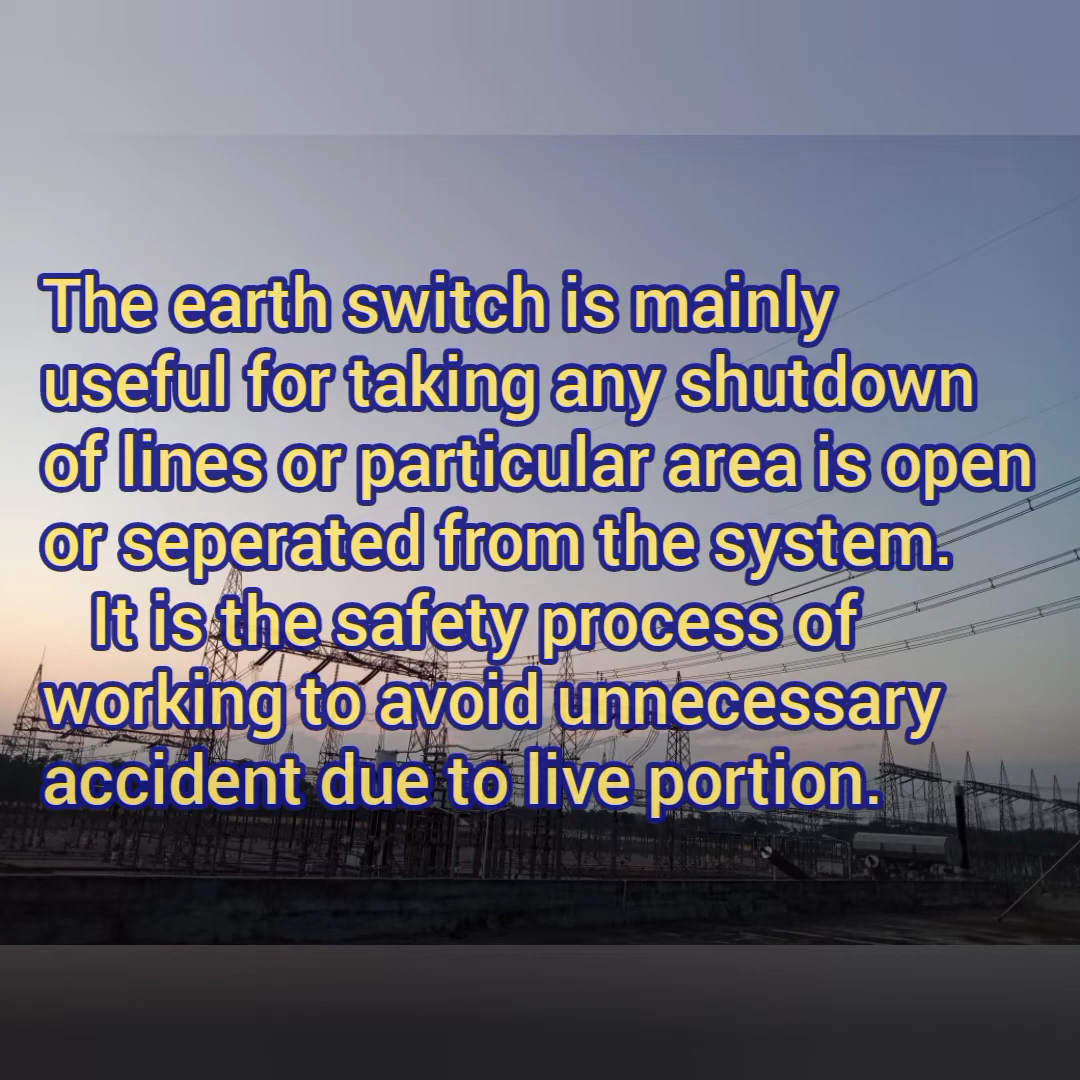 The earth switch is mainly
useful for taking any shutdown
of lines or particular area is open
or seperated from the system.
It is the safety process of
working to avoid unnecessary
accident due to live portion.